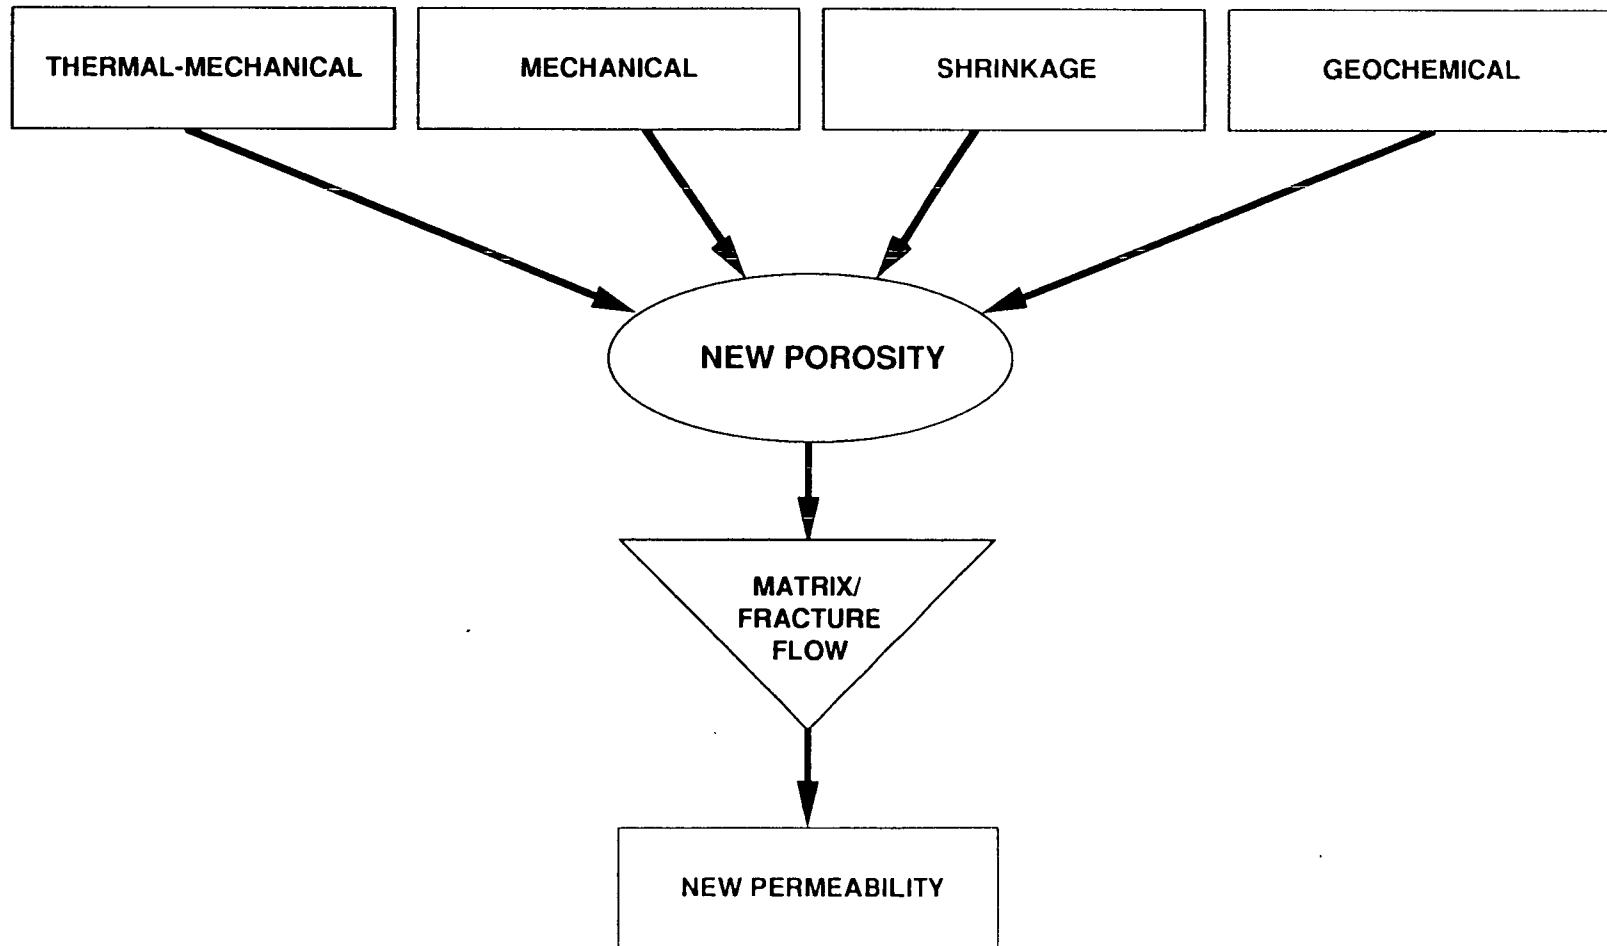 THERMAL-MECHANICAL
MECHANICAL
SHRINKAGE
GEOCHEMICAL
NEW POROSITY
MATRIX/
FRACTURE
FLOW
NEW PERMEABILITY